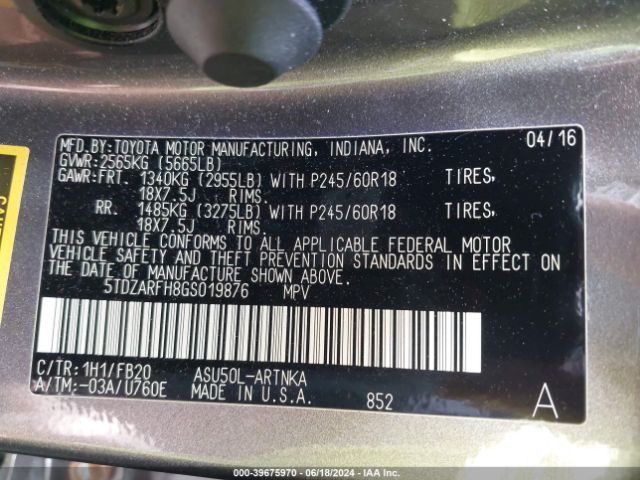 MFD.BY:TOYOTA MOTOR MANUFACTURING, INDIANA, INC. 04/16
GVWR:2565KG (5665LB)
GAWR:FRT. 1340KG (2955LB) WITH P245/60R18 TIRES,
18X7.5J RIMS.
RR. 1485KG (3275LB) WITH P245/60R18 TIRES,
18X7.5J RIMS.
THIS VEHICLE CONFORMS TO ALL APPLICABLE FEDERAL MOTOR
VEHICLE SAFETY AND THEFT PREVENTION STANDARDS IN EFFECT ON
THE DATE OF MANUFACTURE SHOWN ABOVE.
5TDZARFH8GS019876 MPV
C/TR: 1H1/FB20 ASU50L-ARTNKA
A/TM:-03A/U760E MADE IN U.S.A. 852 A
000-39675970 - 06/18/2024 - IAA Inc.